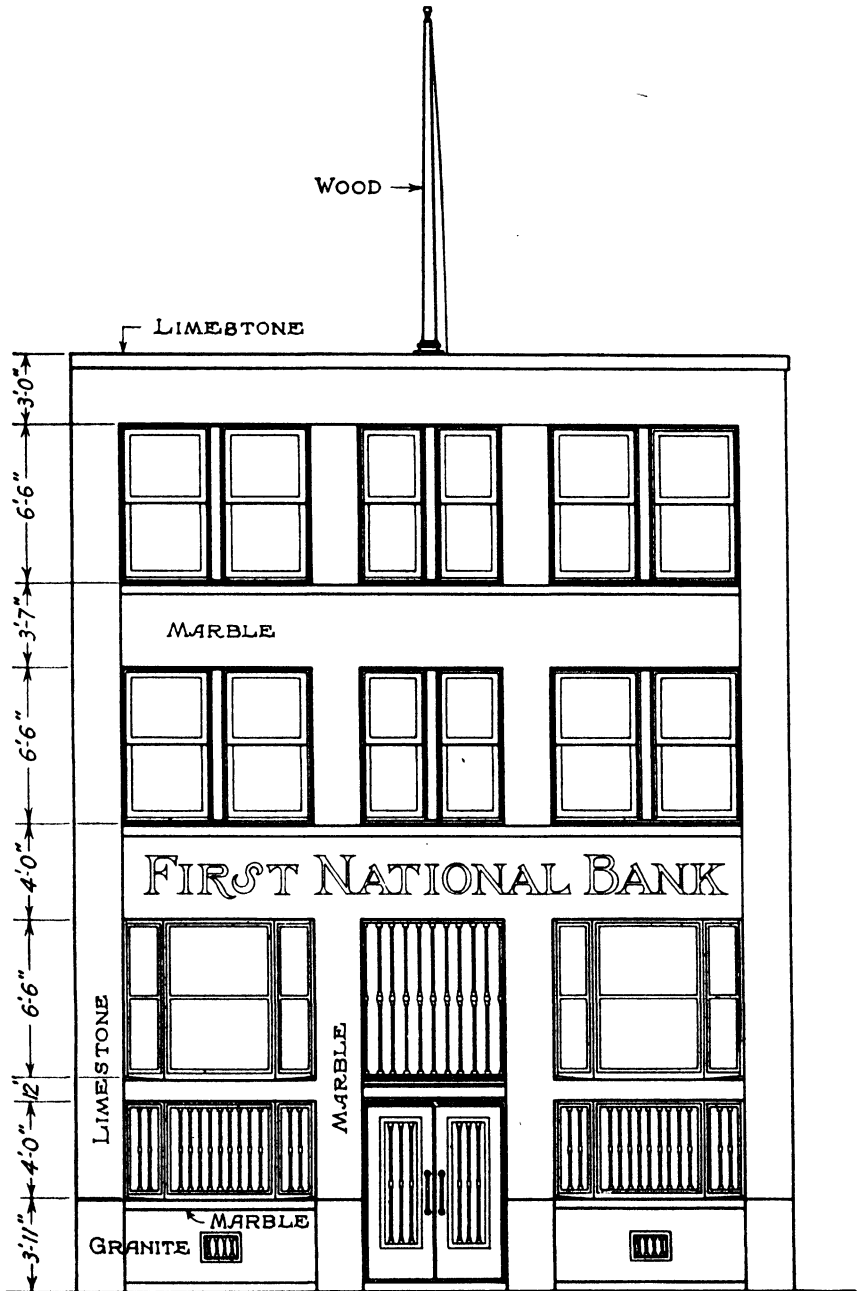 WOOD
LIMESTONE
3'-0"
6'-6"
3'-7"
MARBLE
6'-6"
4'-0"
FIRST NATIONAL BANK
6'-6"
LIMESTONE
MARBLE
12"
4'-0"
MARBLE
GRANITE
3'-11"